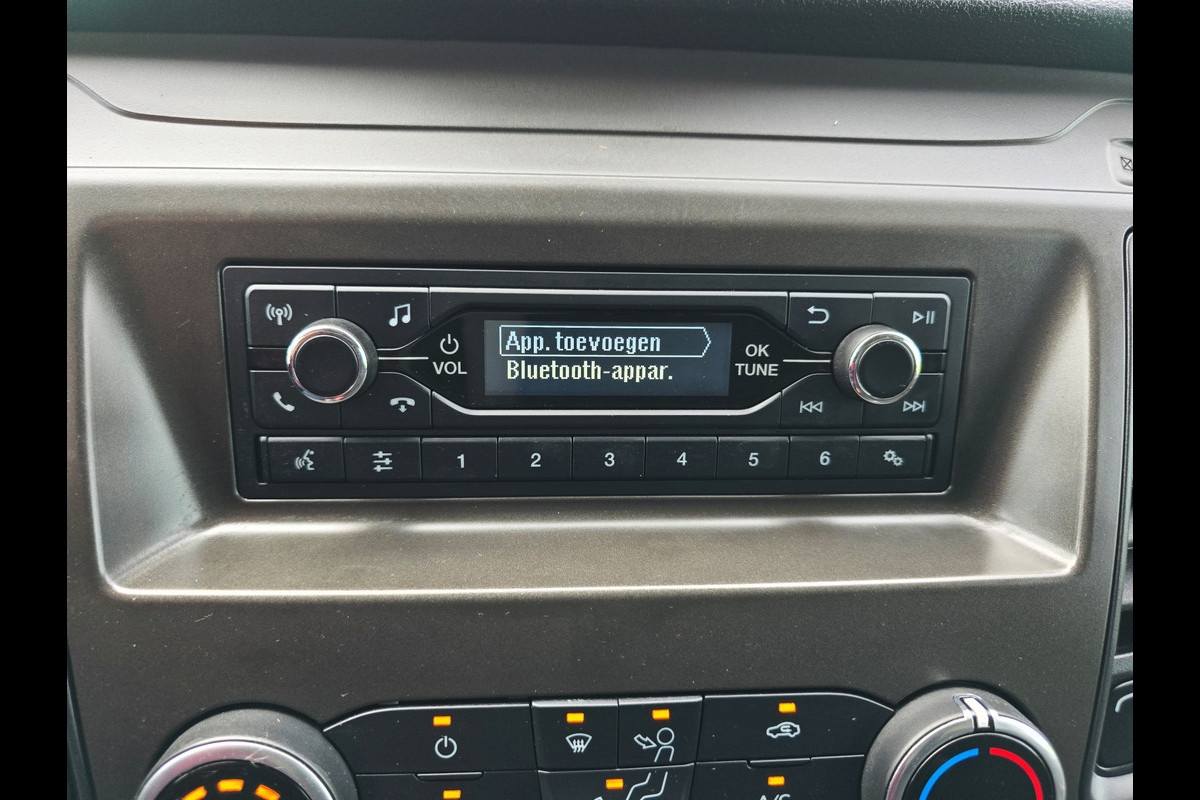 App. toevoegen
Bluetooth-appar.
VOL
OK
TUNE
1 2 3 4 5 6
A/C